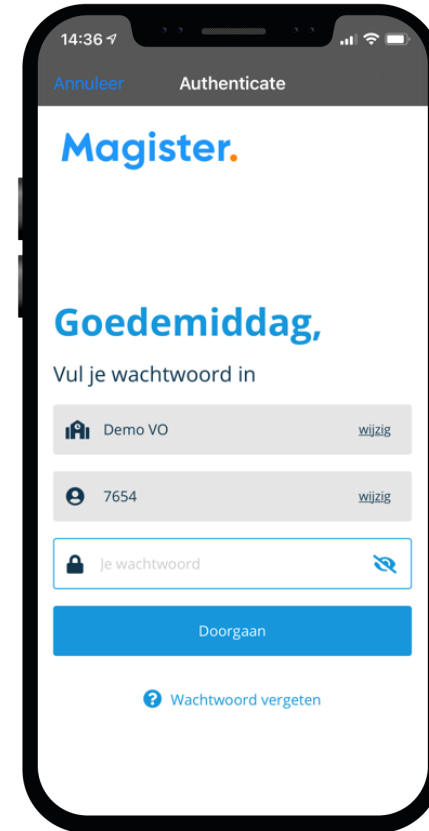 14:36
Annuleer Authenticate
Magister.
Goedemiddag,
Vul je wachtwoord in
Demo VO wijzig
7654 wijzig
Je wachtwoord
Doorgaan
? Wachtwoord vergeten